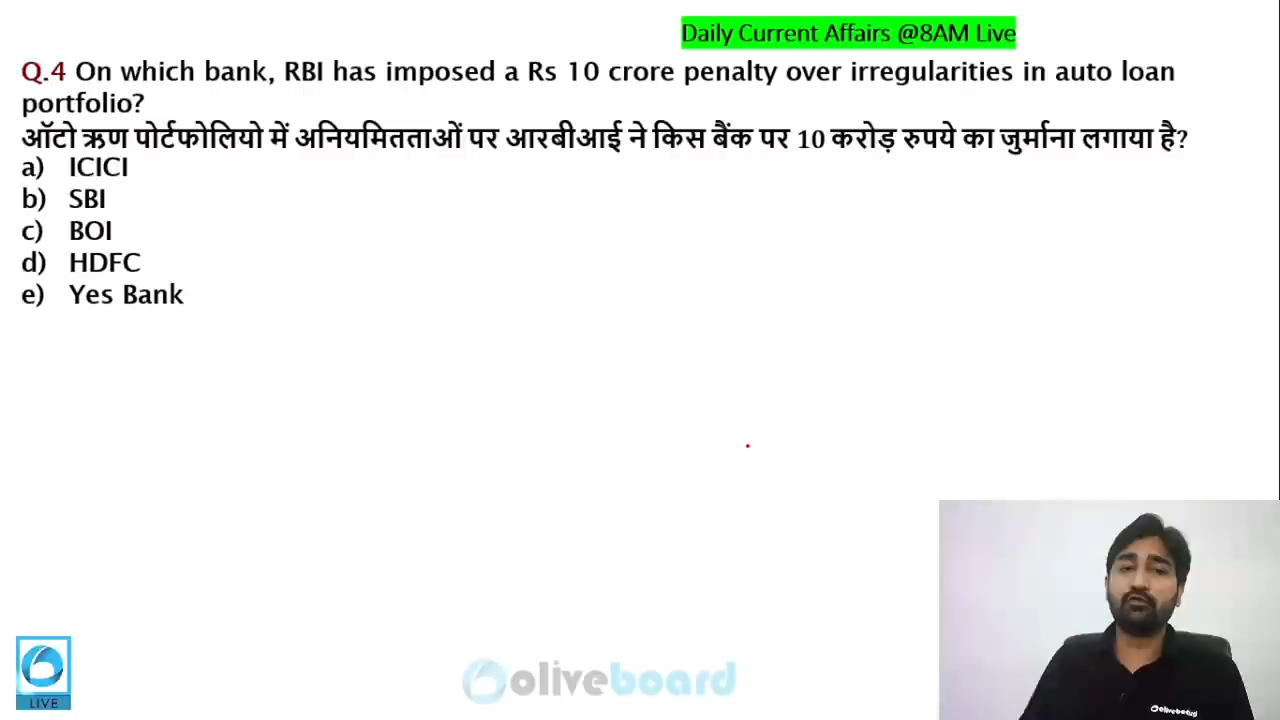 Daily Current Affairs @8AM Live
Q.4 On which bank, RBI has imposed a Rs 10 crore penalty over irregularities in auto loan
portfolio?
ऑटो ऋण पोर्टफोलियो में अनियमितताओं पर आरबीआई ने किस बैंक पर 10 करोड़ रुपये का जुर्माना लगाया है?
a) ICICI
b) SBI
c) BOI
d) HDFC
e) Yes Bank
LIVE
oliveboard
oliveboard